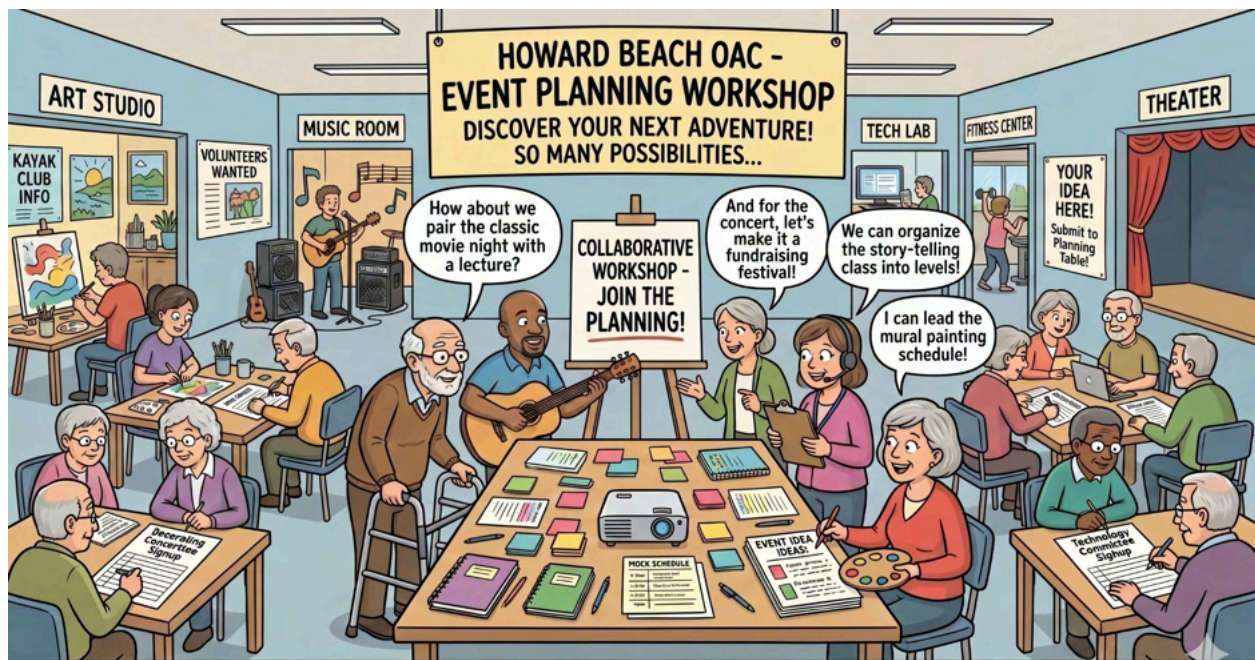 HOWARD BEACH OAC -
EVENT PLANNING WORKSHOP
DISCOVER YOUR NEXT ADVENTURE!
SO MANY POSSIBILITIES...
ART STUDIO
MUSIC ROOM
TECH LAB
FITNESS CENTER
THEATER
KAYAK
CLUB
INFO
VOLUNTEERS
WANTED
How about we
pair the classic
movie night with
a lecture?
COLLABORATIVE
WORKSHOP -
JOIN THE
PLANNING!
And for the
concert, let's
make it a
fundraising
festival!
We can organize
the story-telling
class into levels!
I can lead the
mural painting
schedule!
YOUR
IDEA
HERE!
Submit to
Planning
Table!
Signup
EVENT IDEA
IDEAS:
MOCK SCHEDULE
Technology
Committee